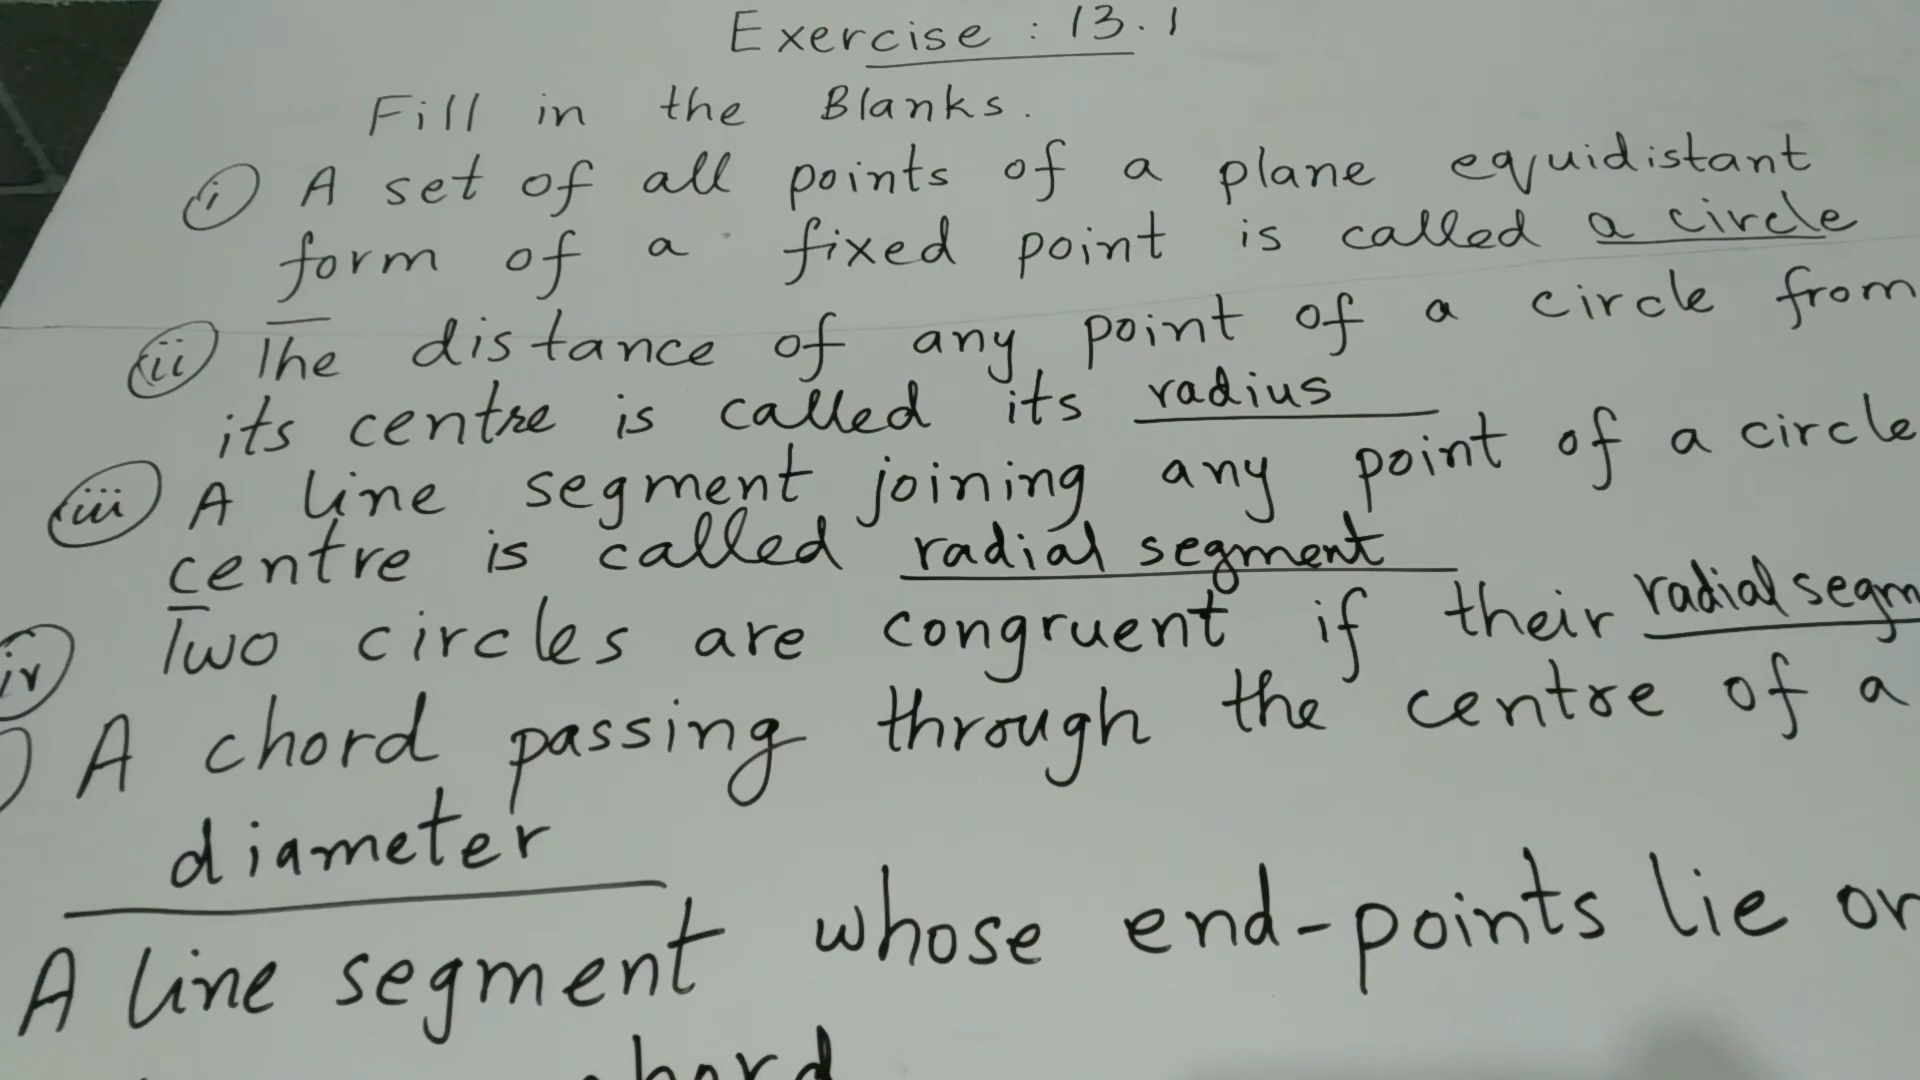 Exercise : 13.1
Fill in the Blanks.
(i) A set of all points of a plane equidistant
form of a fixed point is called a circle
(ii) The distance of any point of a circle from
its centre is called its radius
(iii) A line segment joining any point of a circle
centre is called radial segment
(iv) Two circles are congruent if their radial segm
A chord passing through the centre of a
diameter
A line segment whose end-points lie on
chord